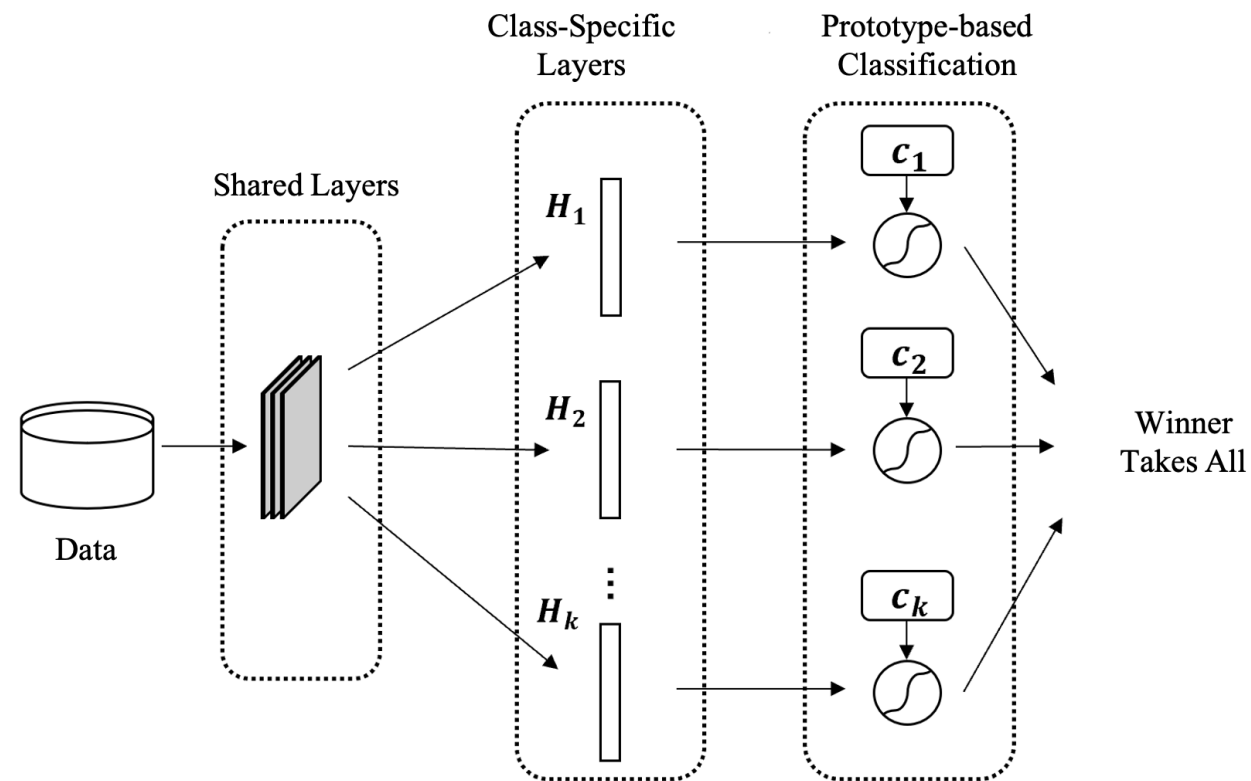 Class-Specific
Layers
Prototype-based
Classification
Shared Layers
H₁
c₁
H₂
c₂
Winner
Takes All
Data
⋮
Hₖ
cₖ